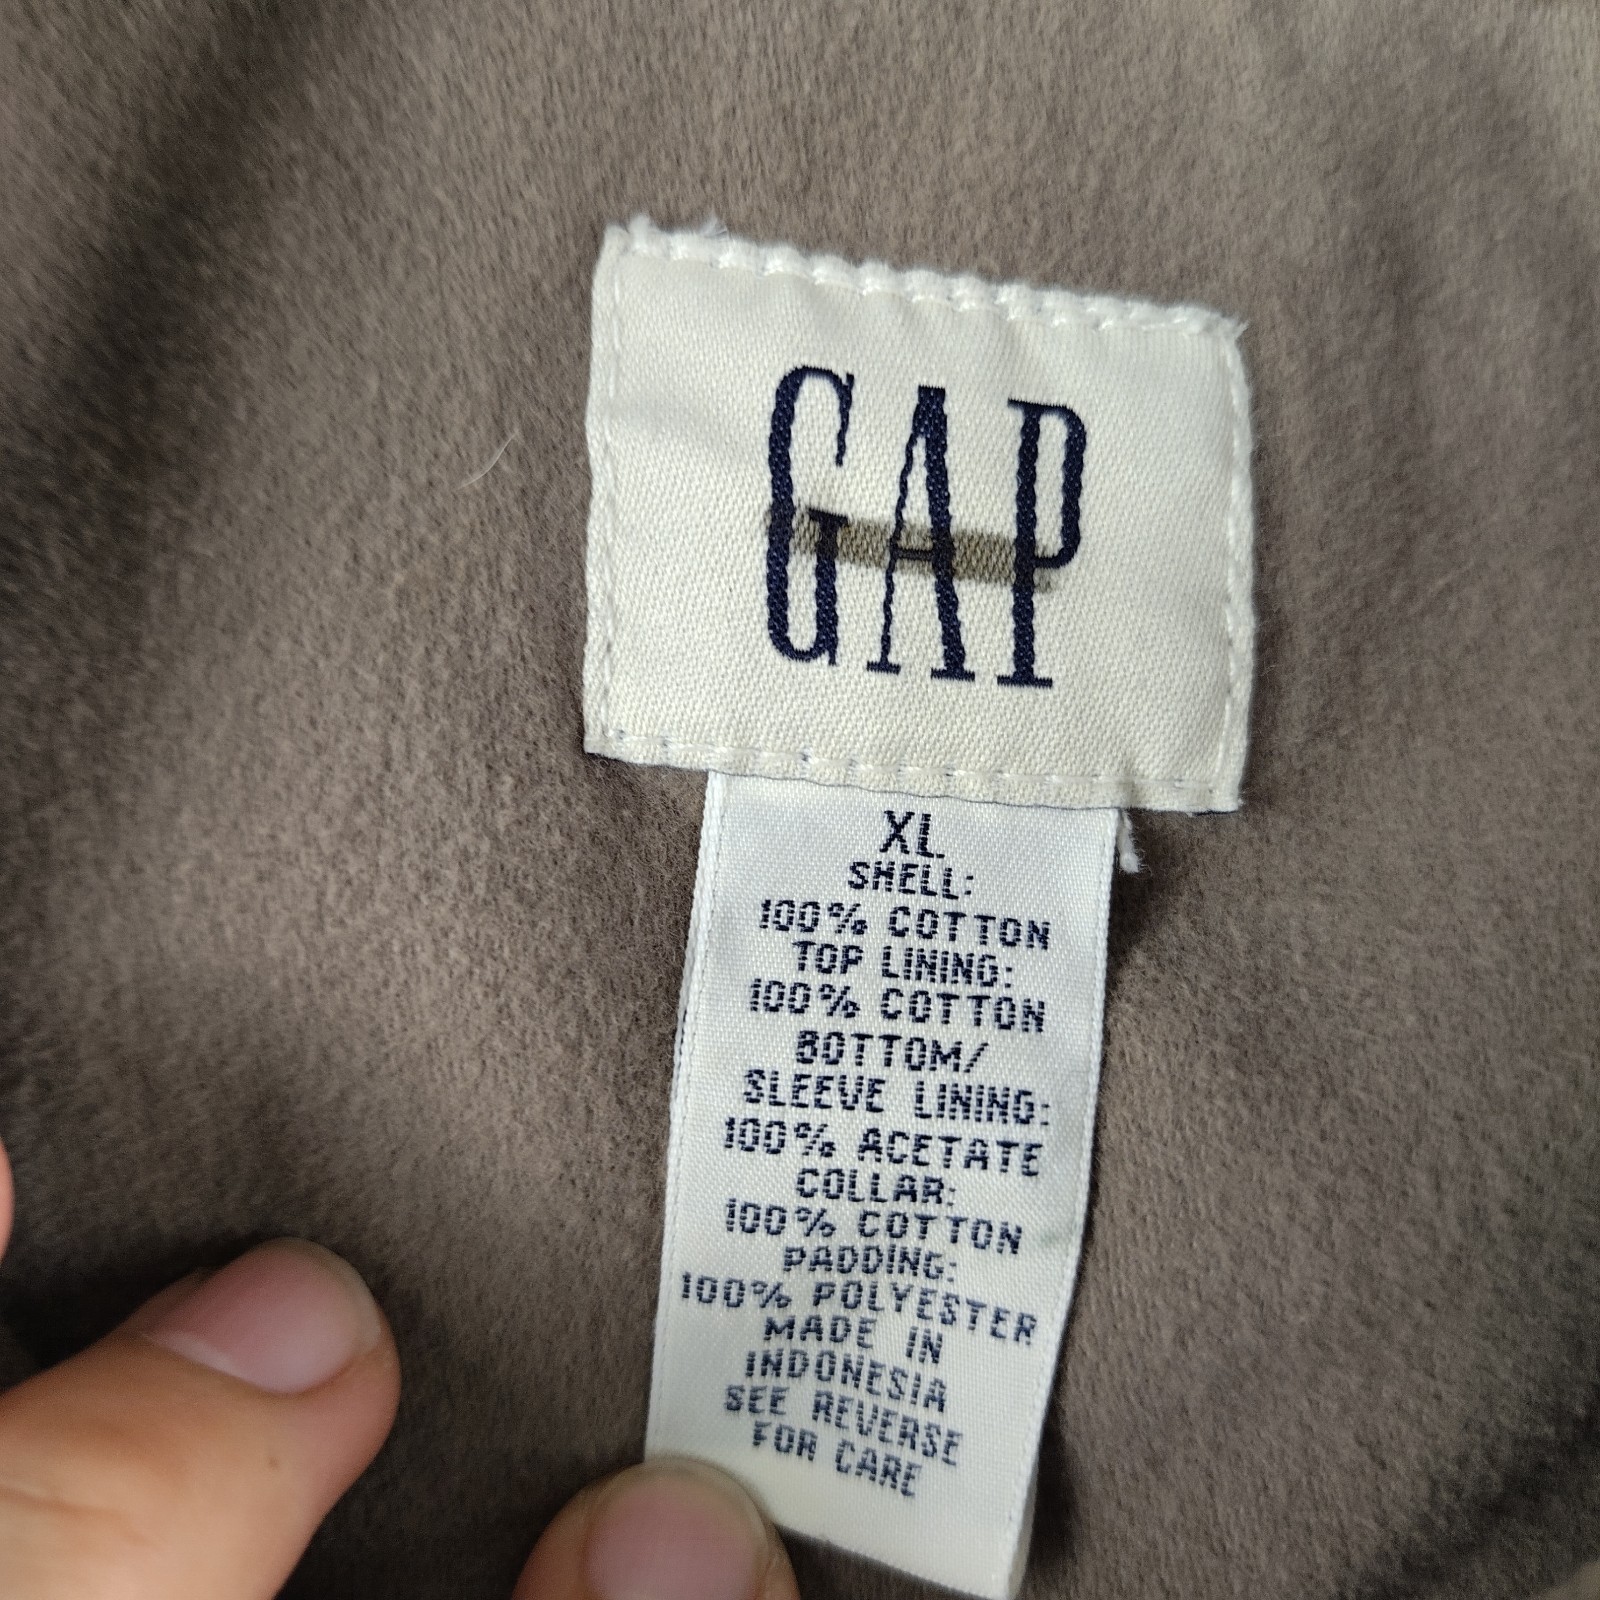 GAP
XL
SHELL:
100% COTTON
TOP LINING:
100% COTTON
BOTTOM/
SLEEVE LINING:
100% ACETATE
COLLAR:
100% COTTON
PADDING:
100% POLYESTER
MADE IN
INDONESIA
SEE REVERSE
FOR CARE